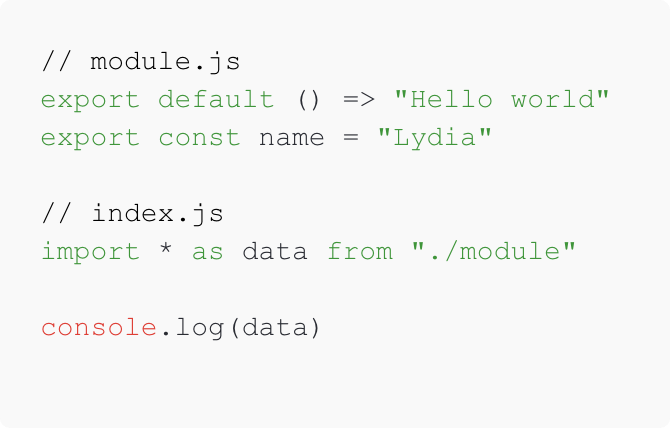 // module.js
export default () => "Hello world"
export const name = "Lydia"
// index.js
import * as data from "./module"
console.log(data)